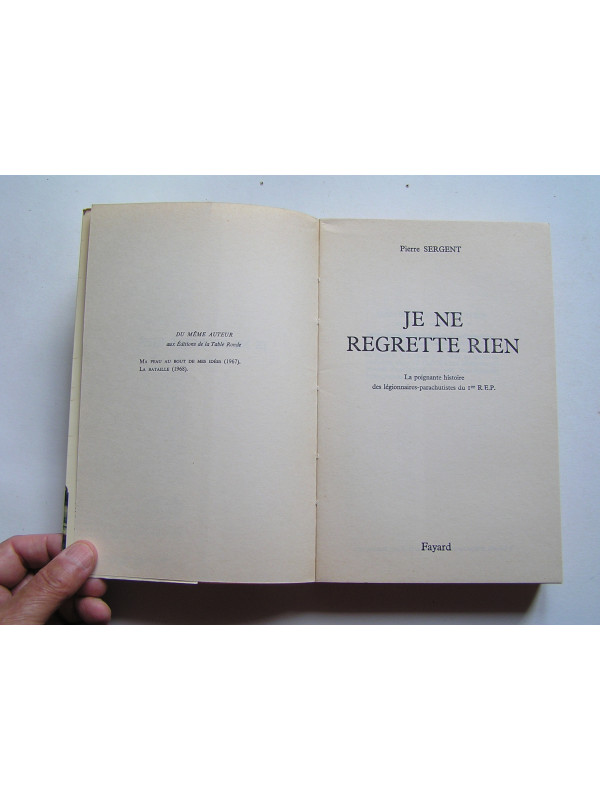 DU MÊME AUTEUR
aux Éditions de la Table Ronde
Ma peau au bout de mes idées (1967).
La bataille (1968).
Pierre SERGENT
JE NE
REGRETTE RIEN
La poignante histoire
des légionnaires-parachutistes du 1er R.E.P.
Fayard